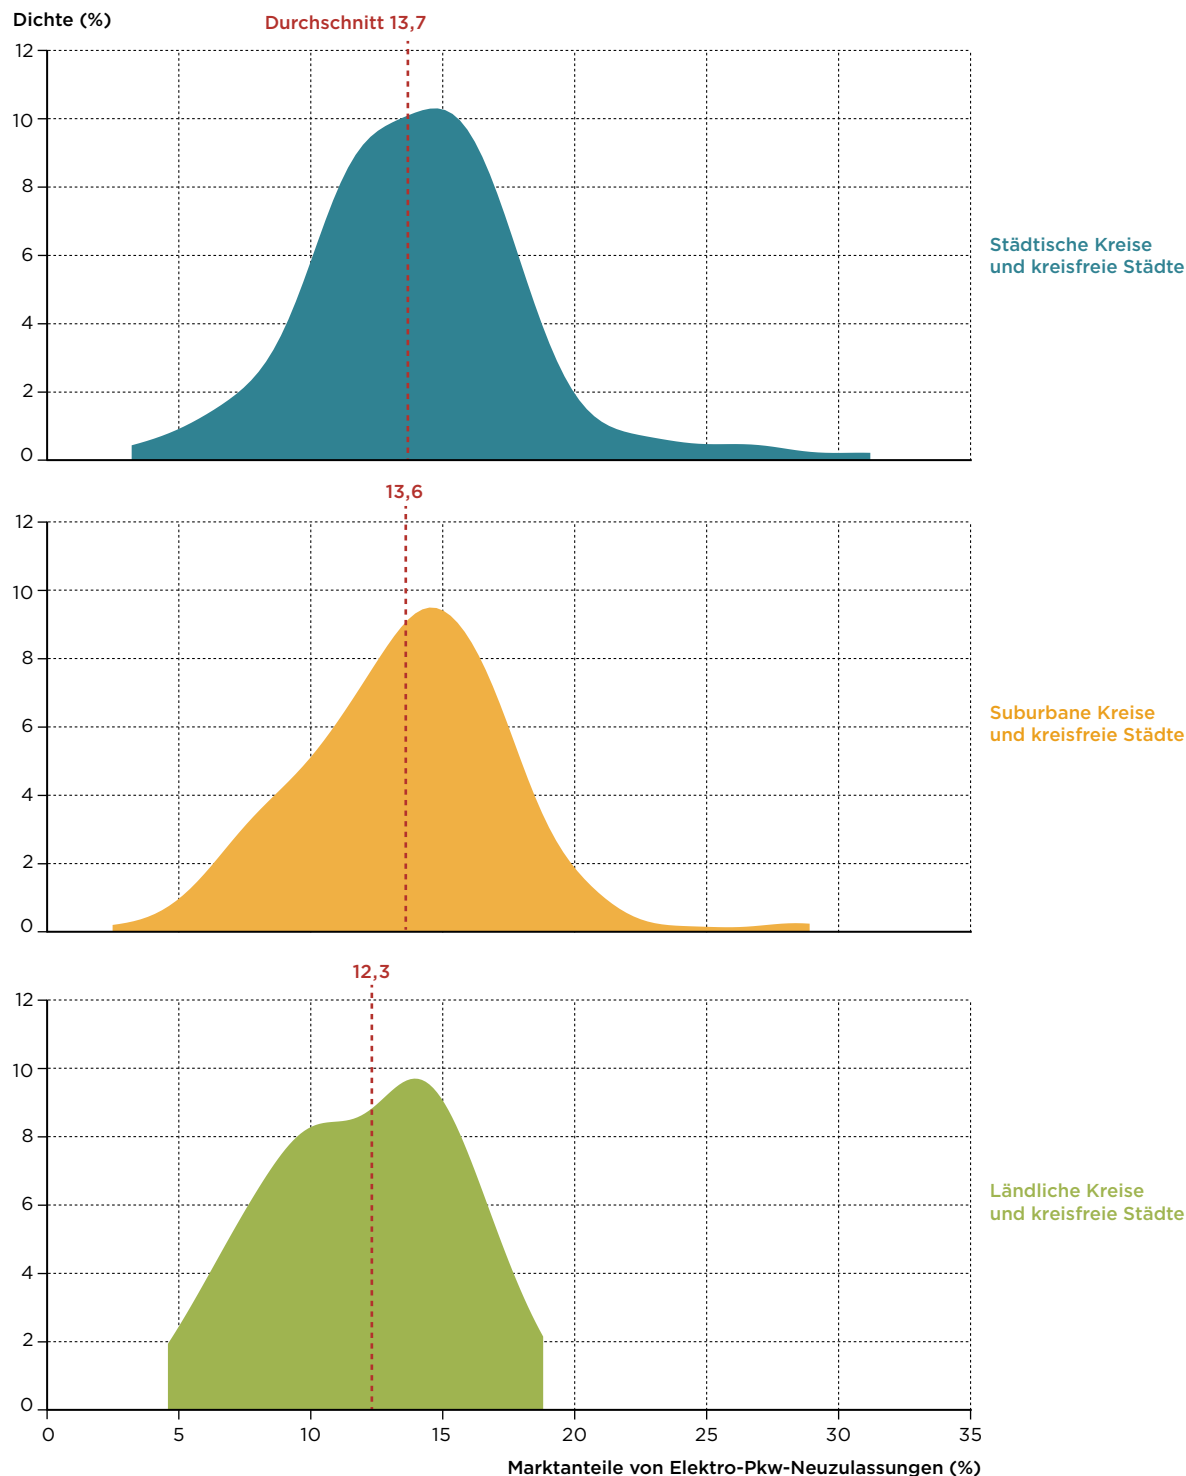 Dichte (%)
Durchschnitt 13,7
12
10
8
6
4
2
0
Städtische Kreise
und kreisfreie Städte
13,6
12
10
8
6
4
2
0
Suburbane Kreise
und kreisfreie Städte
12,3
12
10
8
6
4
2
0
Ländliche Kreise
und kreisfreie Städte
0 5 10 15 20 25 30 35
Marktanteile von Elektro-Pkw-Neuzulassungen (%)